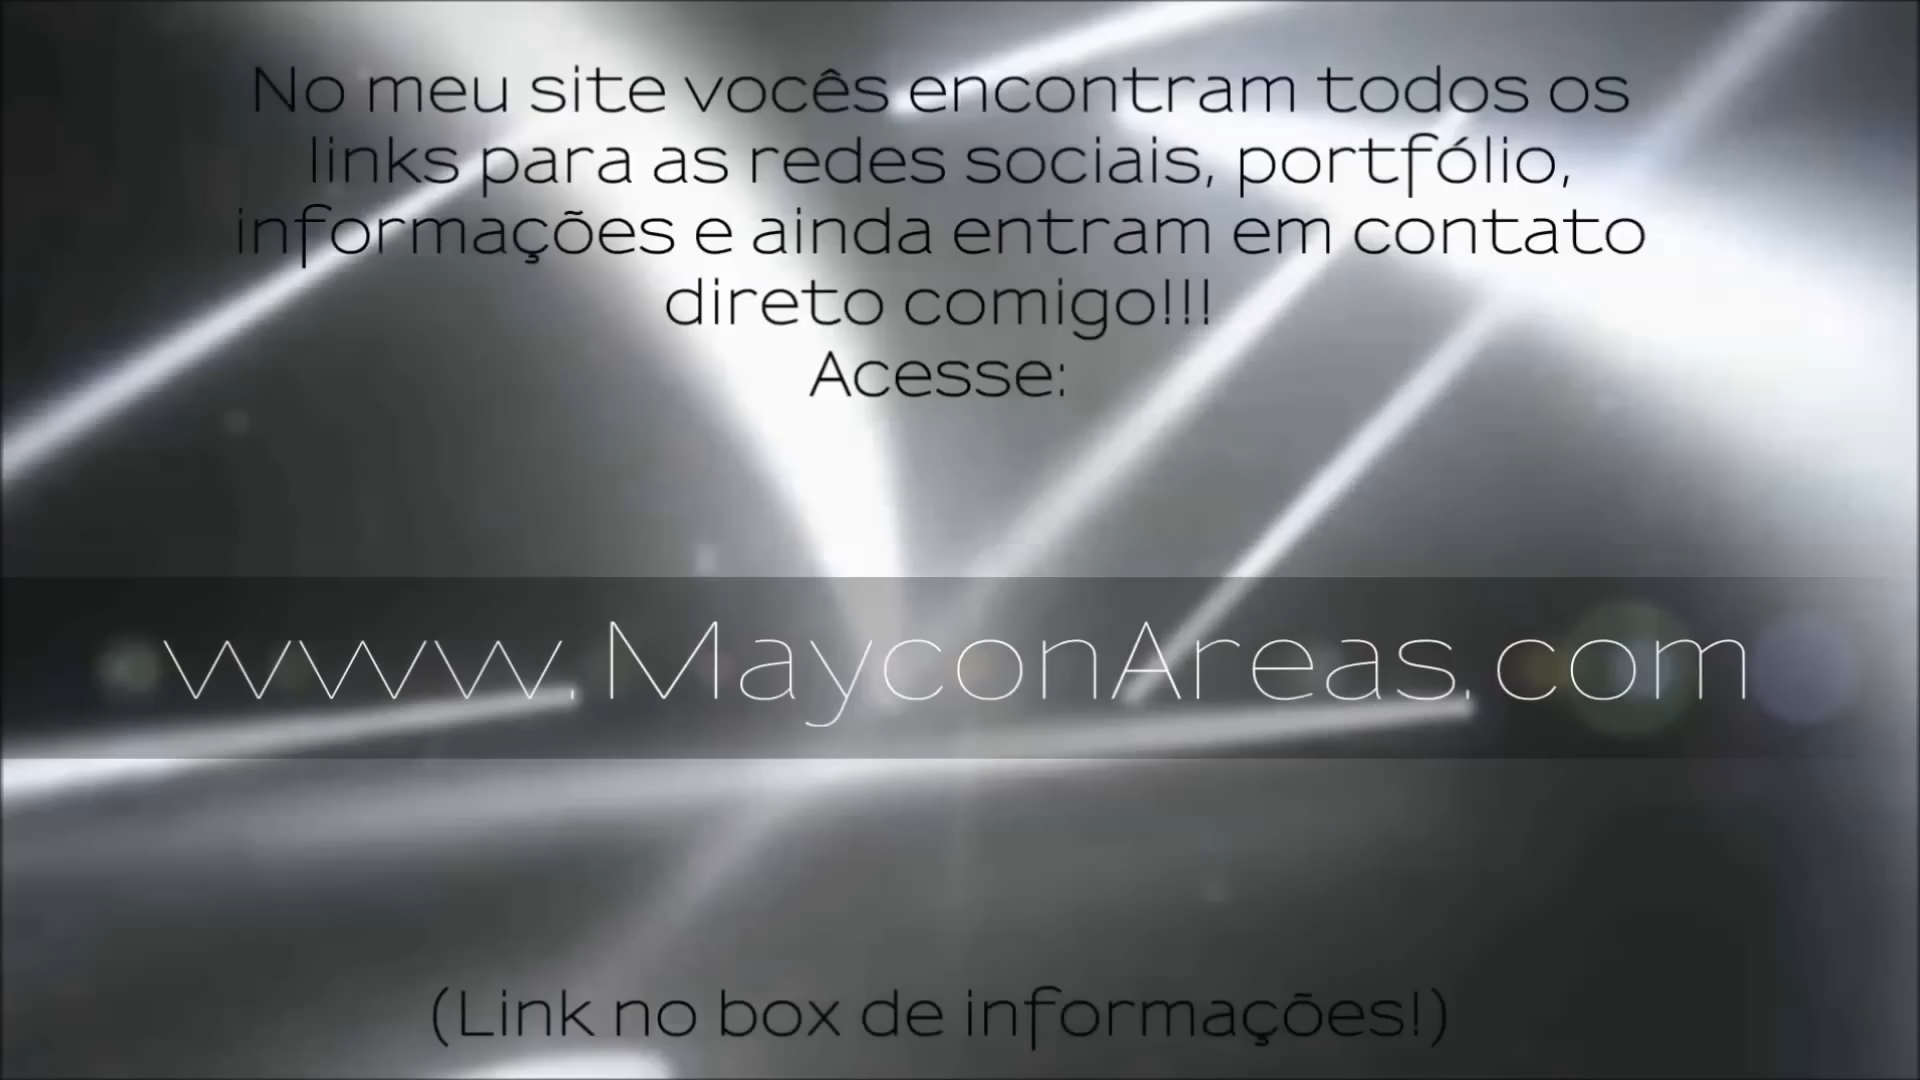 No meu site vocês encontram todos os
links para as redes sociais, portfólio,
informações e ainda entram em contato
direto comigo!!!
Acesse:
www.MayconAreas.com
(Link no box de informações!)